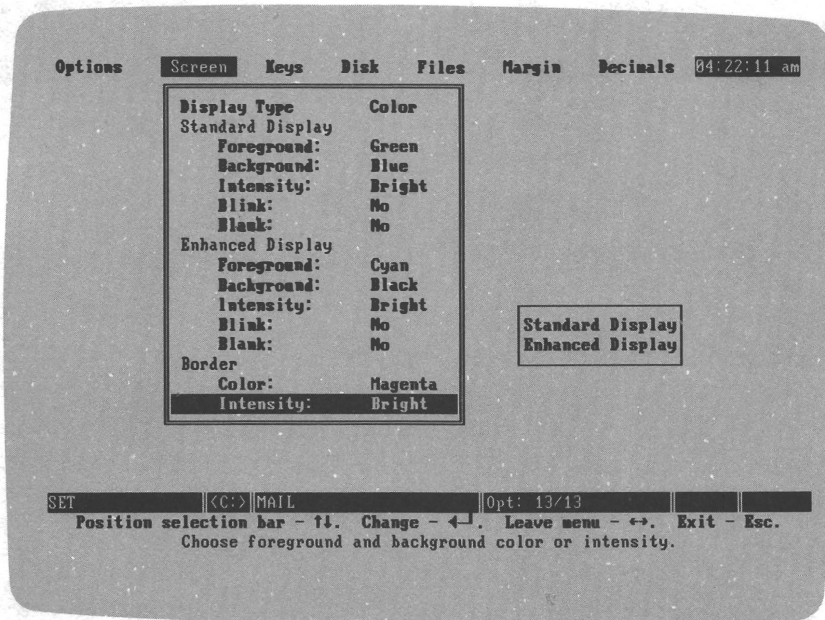 Options Screen Keys Disk Files Margin Decimals 04:22:11 am
Display Type Color
Standard Display
Foreground: Green
Background: Blue
Intensity: Bright
Blink: No
Blank: No
Enhanced Display
Foreground: Cyan
Background: Black
Intensity: Bright
Blink: No
Blank: No
Border
Color: Magenta
Intensity: Bright
Standard Display
Enhanced Display
SET <C:> MAIL Opt: 13/13
Position selection bar - ↑↓. Change - ↵. Leave menu - ↔. Exit - Esc.
Choose foreground and background color or intensity.